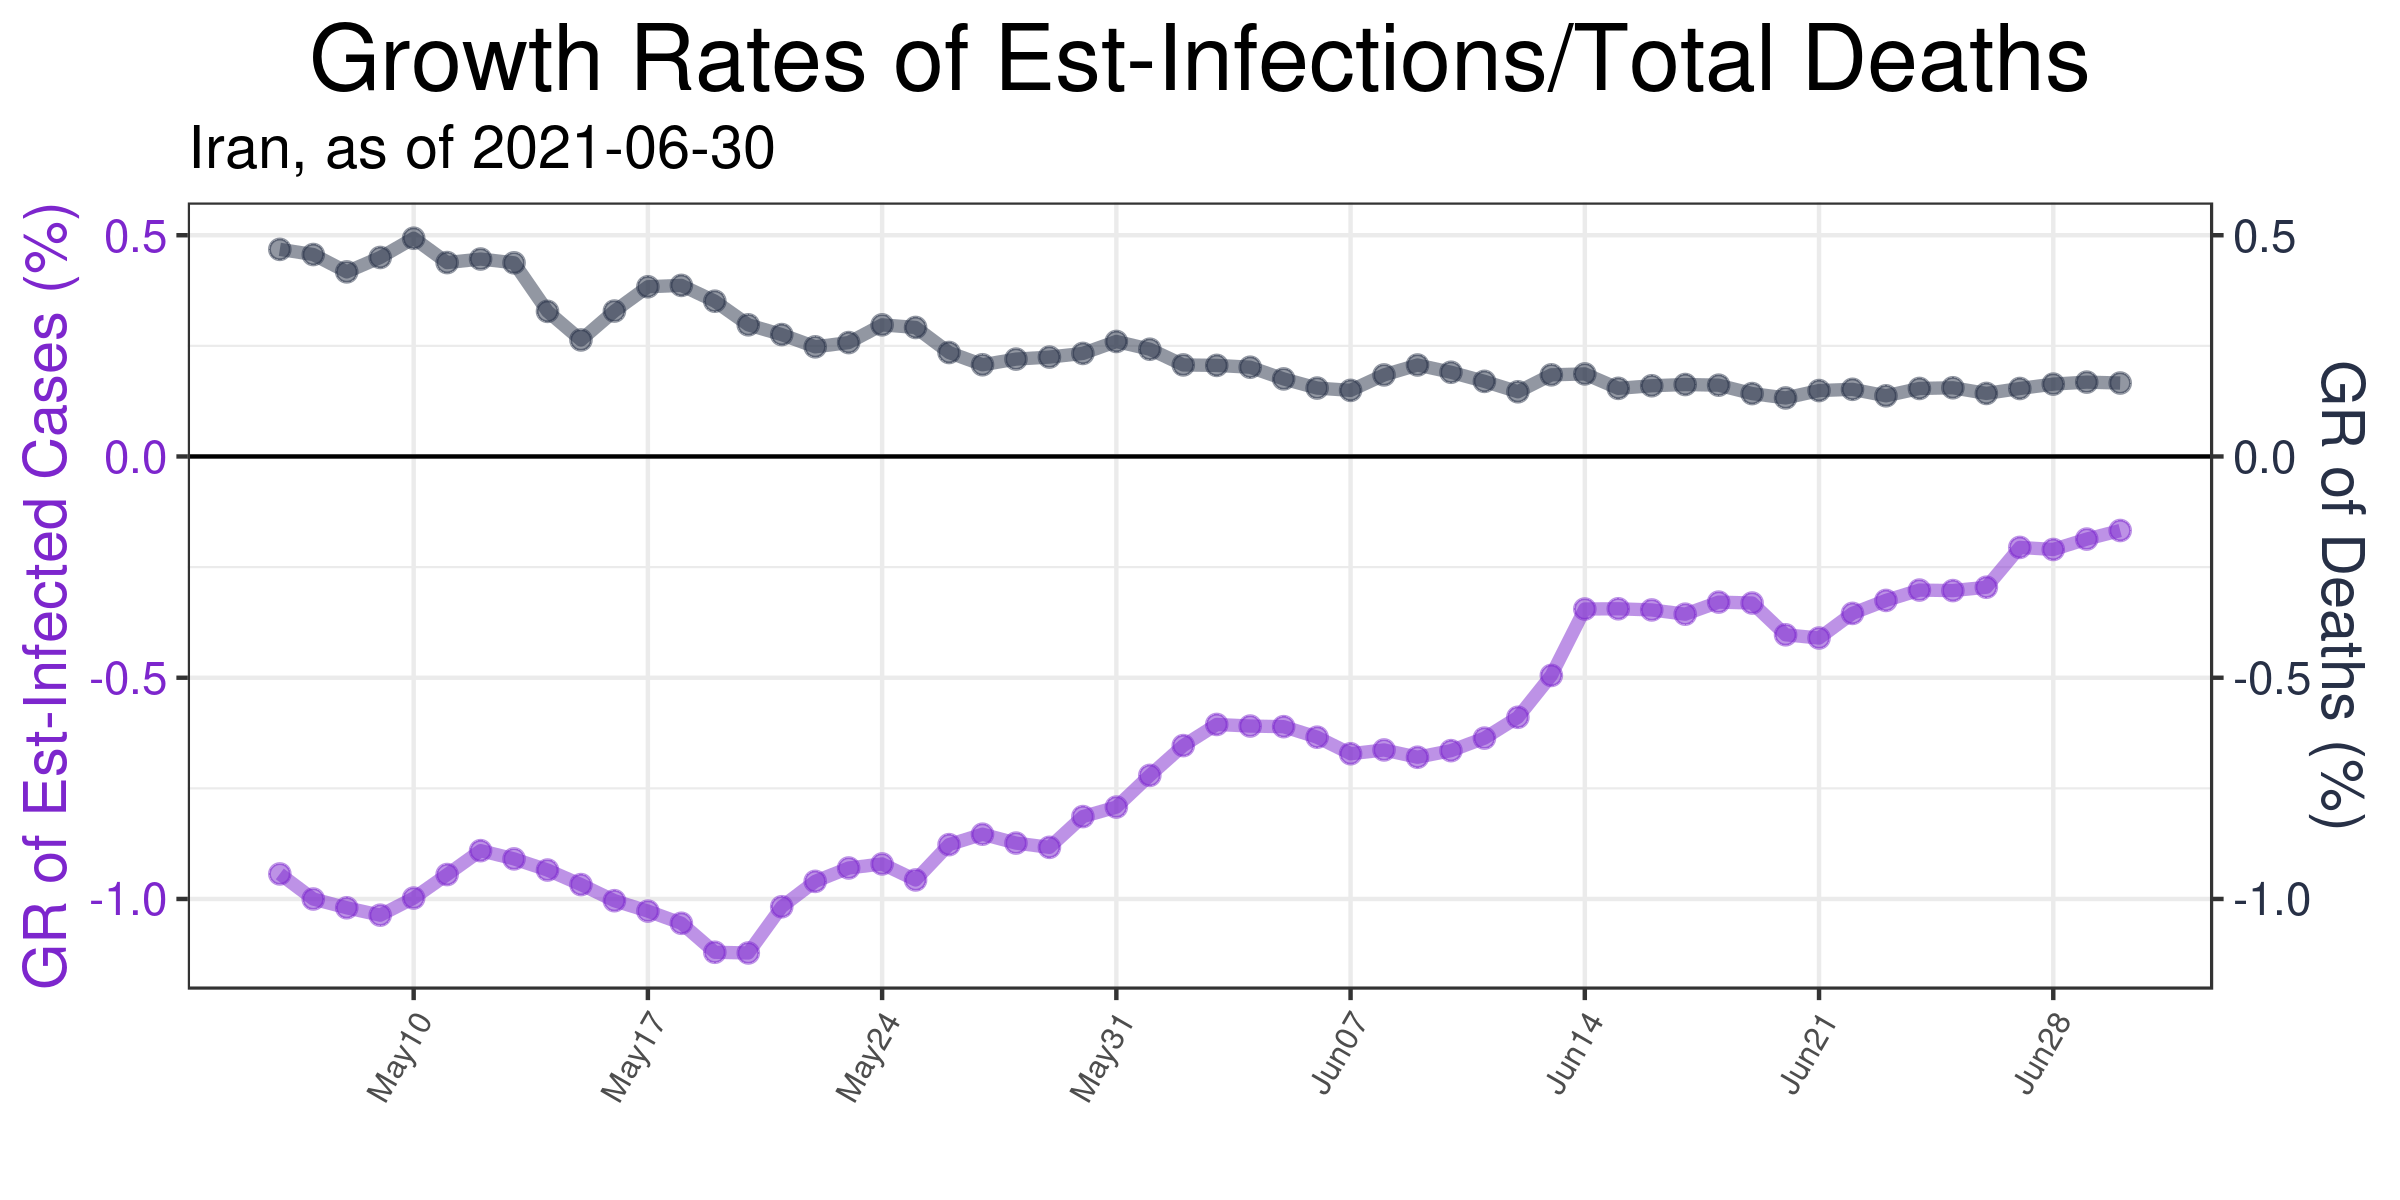 Growth Rates of Est-Infections/Total Deaths
Iran, as of 2021-06-30
GR of Est-Infected Cases (%)
0.5
0.0
-0.5
-1.0
0.5
0.0
-0.5
-1.0
GR of Deaths (%)
May10
May17
May24
May31
Jun07
Jun14
Jun21
Jun28